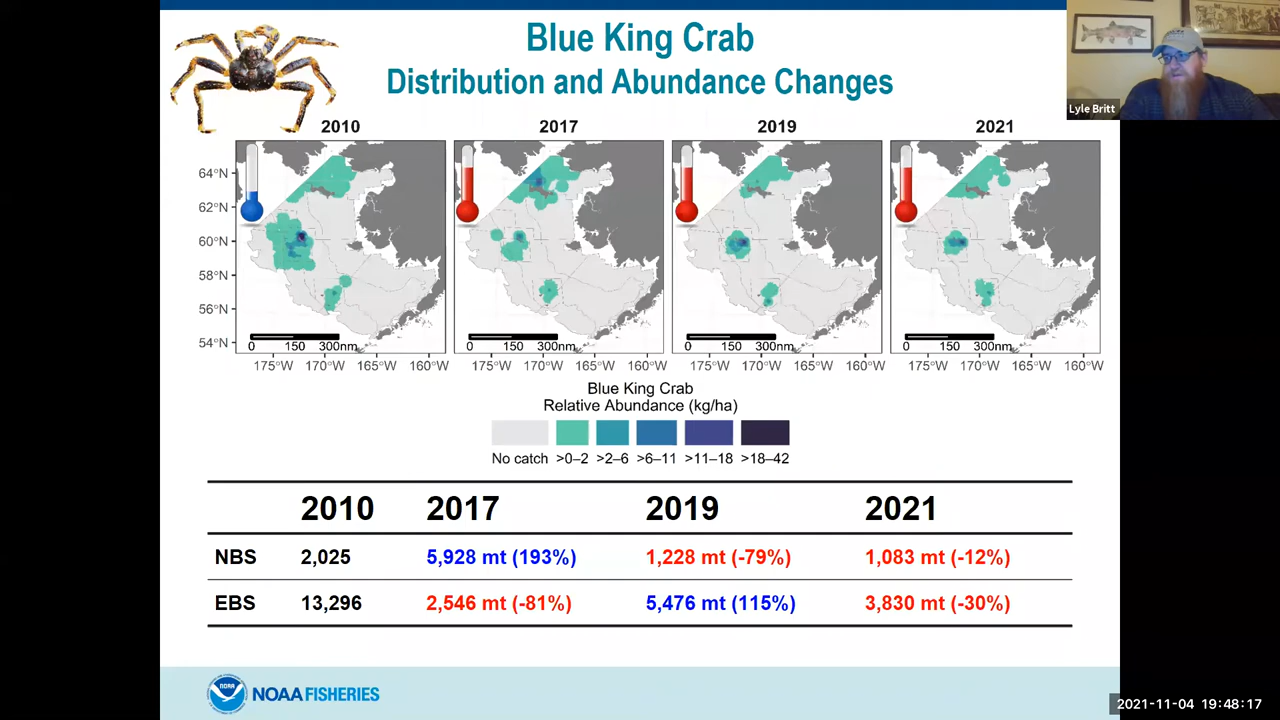 Blue King Crab
Distribution and Abundance Changes
Lyle Britt
2010 2017 2019 2021
64°N
62°N
60°N
58°N
56°N
54°N
0 150 300nm 0 150 300nm 0 150 300nm 0 150 300nm
175°W 170°W 165°W 160°W 175°W 170°W 165°W 160°W 175°W 170°W 165°W 160°W 175°W 170°W 165°W 160°W
Blue King Crab
Relative Abundance (kg/ha)
No catch >0–2 >2–6 >6–11 >11–18 >18–42
2010 2017 2019 2021
NBS 2,025 5,928 mt (193%) 1,228 mt (-79%) 1,083 mt (-12%)
EBS 13,296 2,546 mt (-81%) 5,476 mt (115%) 3,830 mt (-30%)
NOAA
NOAA FISHERIES
2021-11-04 19:48:17